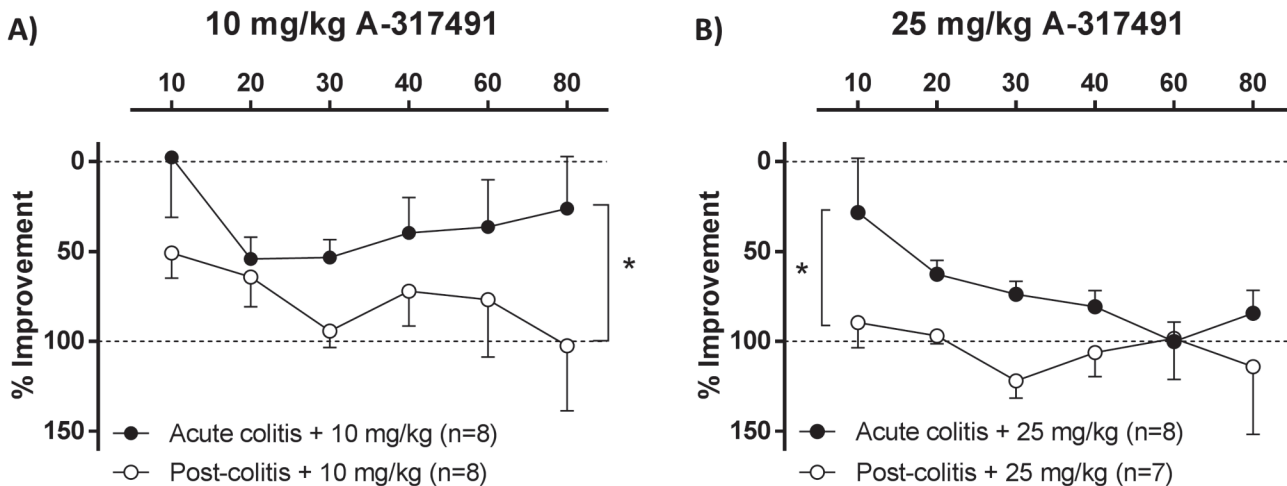 A)
10 mg/kg A-317491
10 20 30 40 60 80
% Improvement
0
50
100
150
*
Acute colitis + 10 mg/kg (n=8)
Post-colitis + 10 mg/kg (n=8)
B)
25 mg/kg A-317491
10 20 30 40 60 80
% Improvement
0
50
100
150
*
Acute colitis + 25 mg/kg (n=8)
Post-colitis + 25 mg/kg (n=7)